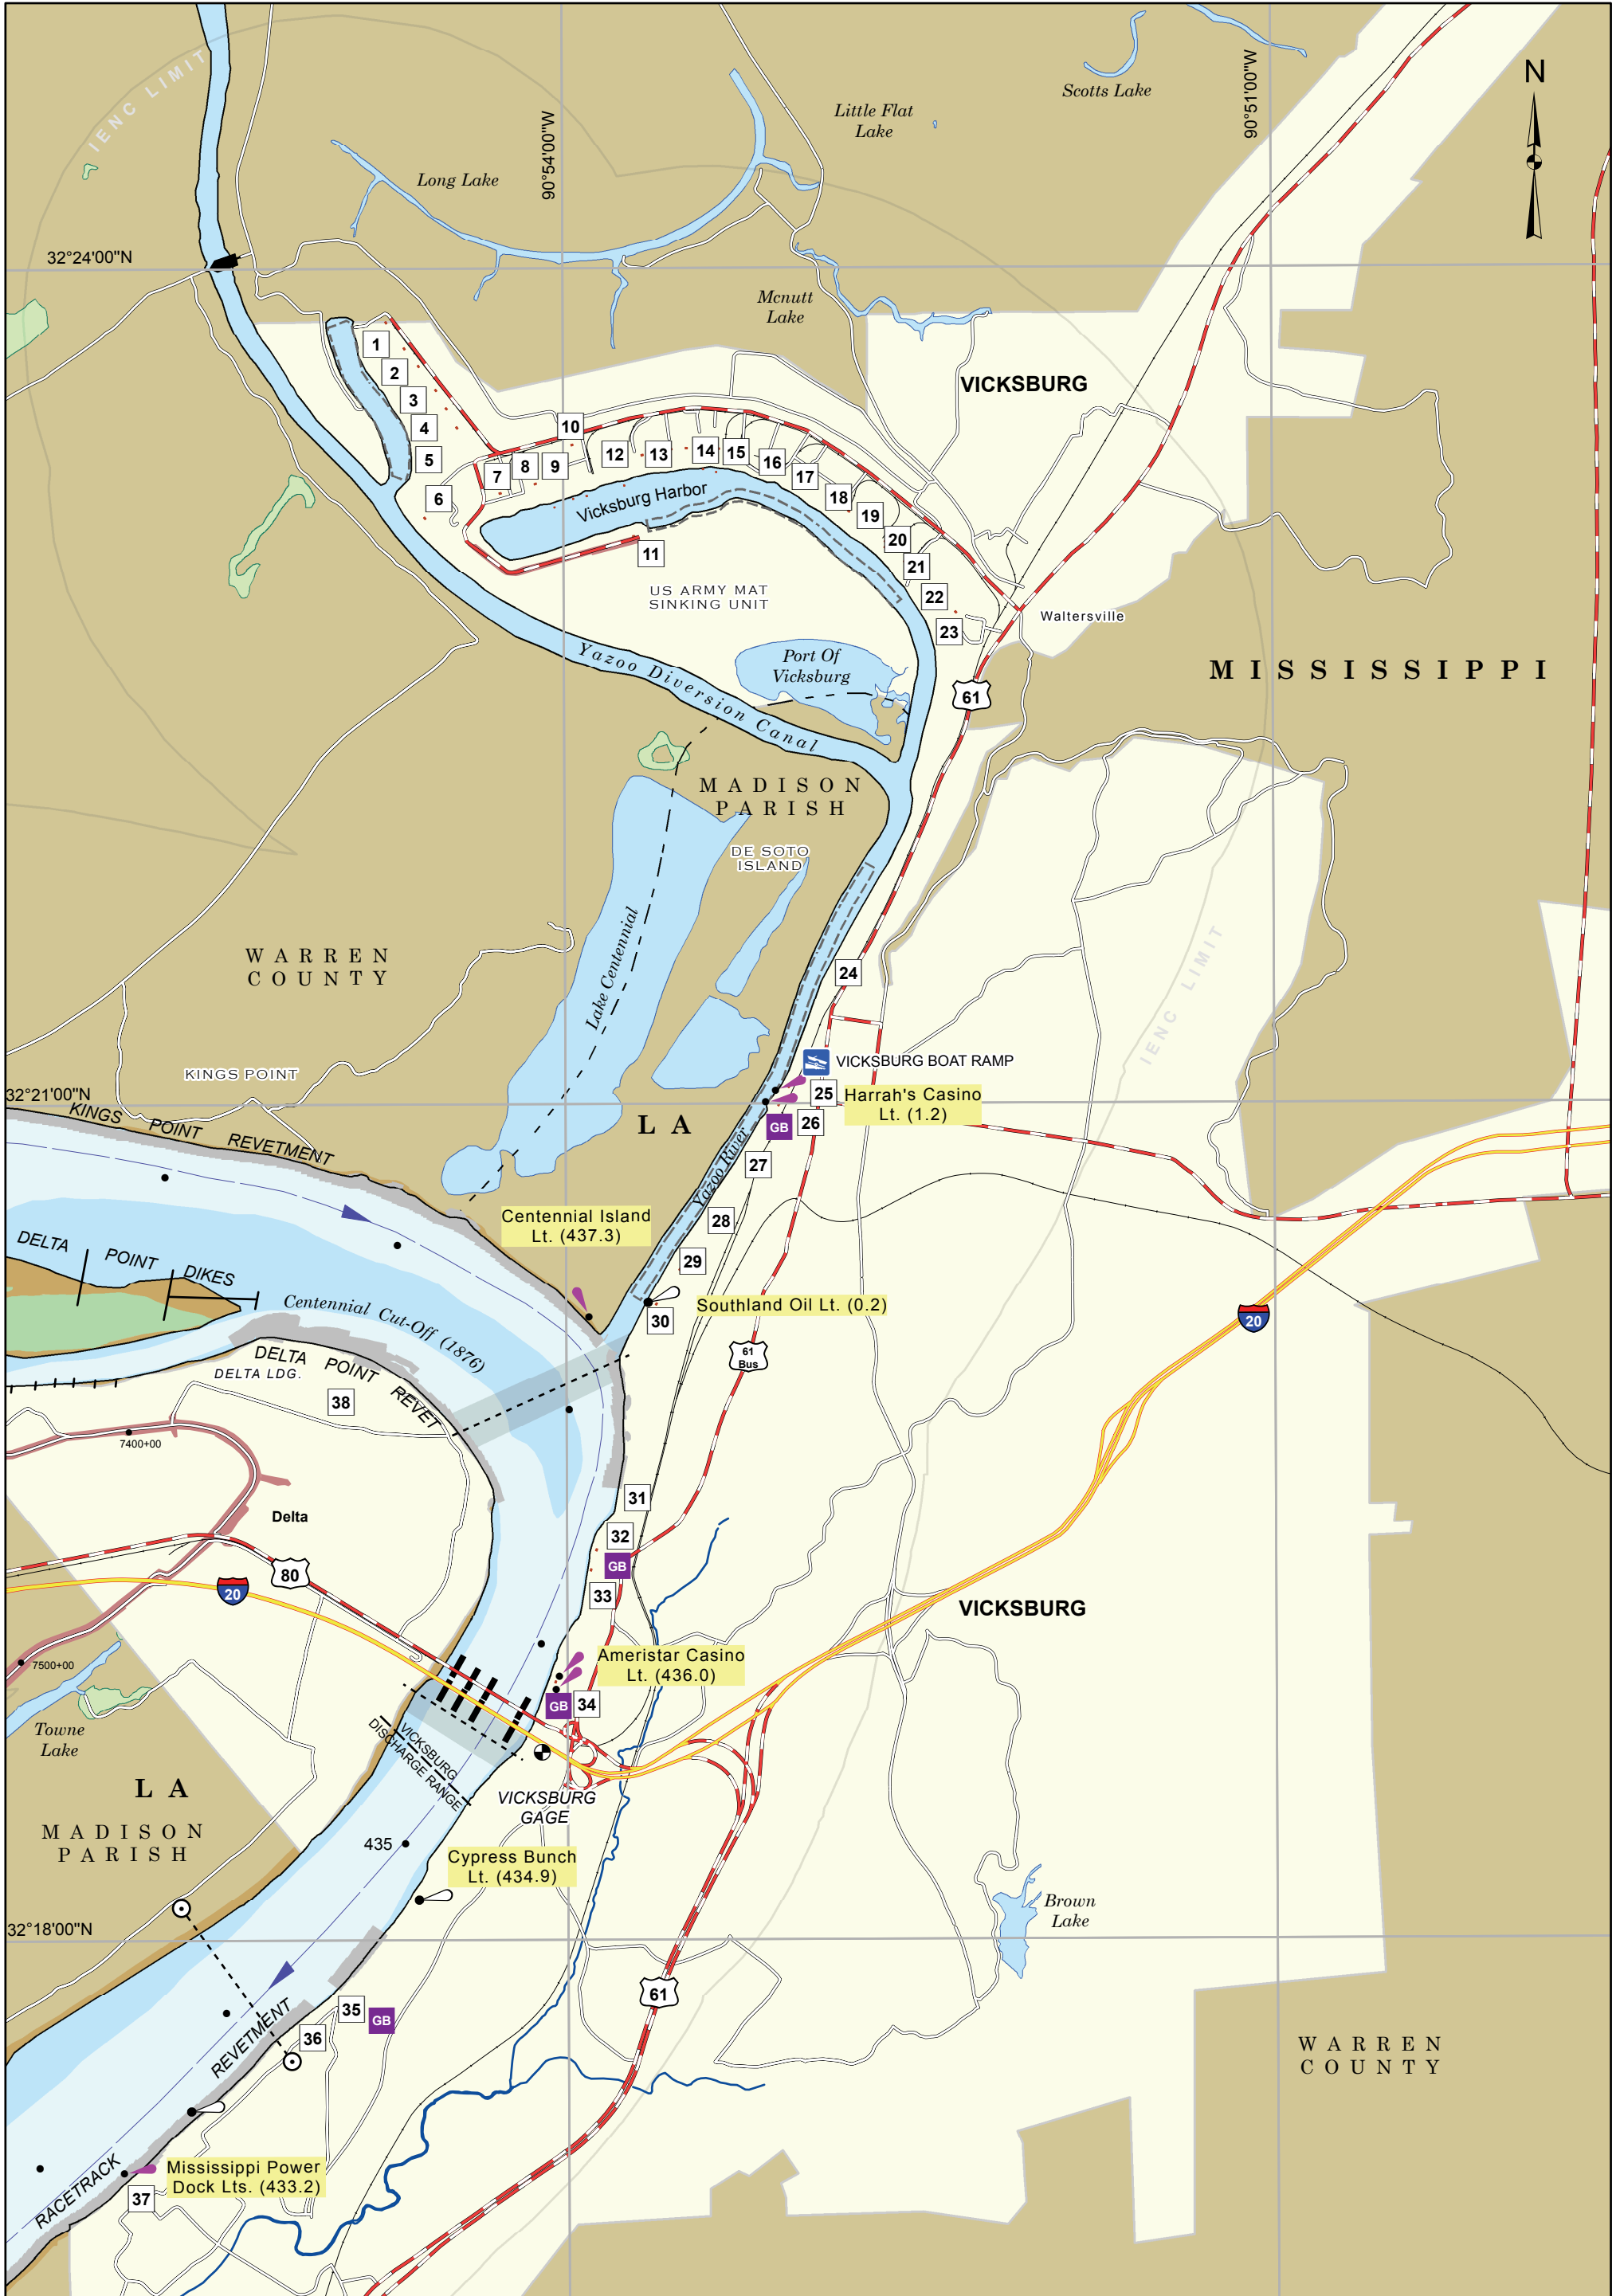 IENC LIMIT
Long Lake
90°54'00"W
Little Flat
Lake
Scotts Lake
90°51'00"W
N
32°24'00"N
Mcnutt
Lake
VICKSBURG
1
2
3
4
5
6
7
8
9
10
11
12
13
14
15
16
17
18
19
20
21
22
23
Vicksburg Harbor
US ARMY MAT
SINKING UNIT
Waltersville
Yazoo Diversion Canal
Port Of
Vicksburg
61
MISSISSIPPI
MADISON
PARISH
DE SOTO
ISLAND
WARREN
COUNTY
Lake Centennial
24
IENC LIMIT
KINGS POINT
VICKSBURG BOAT RAMP
32°21'00"N
25
Harrah's Casino
Lt. (1.2)
KINGS POINT REVETMENT
LA
GB
26
Yazoo River
27
Centennial Island
Lt. (437.3)
28
29
DELTA POINT DIKES
Centennial Cut-Off (1876)
Southland Oil Lt. (0.2)
30
20
61
Bus
DELTA POINT REVET
DELTA LDG.
38
7400+00
31
Delta
32
GB
80
20
33
VICKSBURG
7500+00
Ameristar Casino
Lt. (436.0)
GB
34
Towne
Lake
VICKSBURG
DISCHARGE RANGE
VICKSBURG
GAGE
LA
MADISON
PARISH
435
Cypress Bunch
Lt. (434.9)
Brown
Lake
32°18'00"N
61
35
GB
36
REVETMENT
WARREN
COUNTY
RACETRACK
Mississippi Power
Dock Lts. (433.2)
37